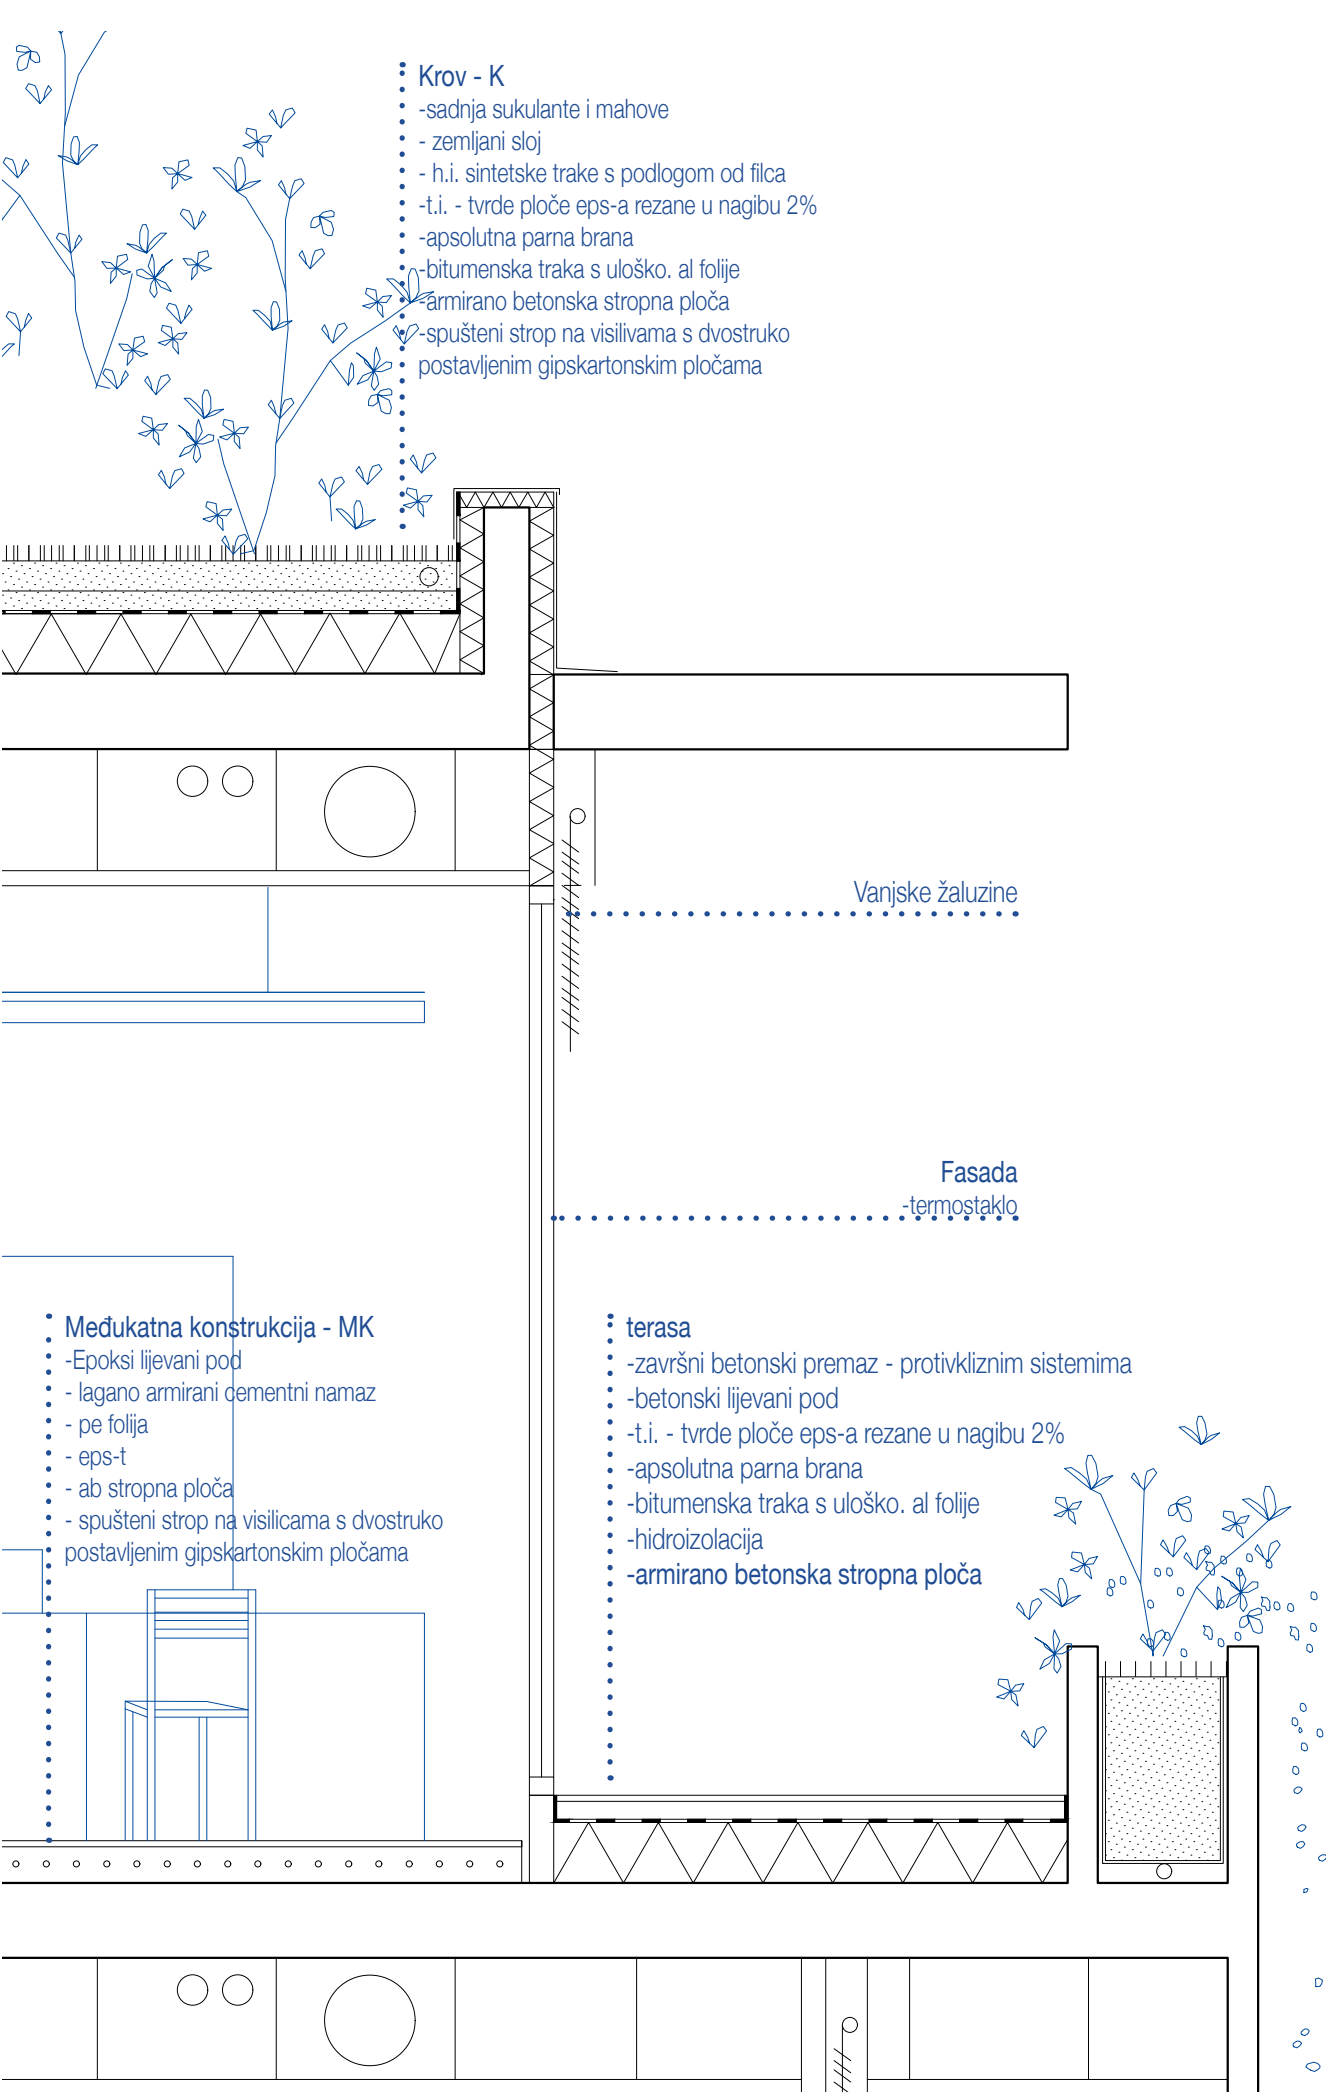 Krov - K
-sadnja sukulante i mahove
- zemljani sloj
- h.i. sintetske trake s podlogom od filca
-t.i. - tvrde ploče eps-a rezane u nagibu 2%
-apsolutna parna brana
-bitumenska traka s uloško. al folije
-armirano betonska stropna ploča
-spušteni strop na visilivama s dvostruko
postavljenim gipskartonskim pločama
Vanjske žaluzine
Fasada
-termostaklo
Međukatna konstrukcija - MK
-Epoksi lijevani pod
- lagano armirani cementni namaz
- pe folija
- eps-t
- ab stropna ploča
- spušteni strop na visilicama s dvostruko
postavljenim gipskartonskim pločama
terasa
-završni betonski premaz - protivkliznim sistemima
-betonski lijevani pod
-t.i. - tvrde ploče eps-a rezane u nagibu 2%
-apsolutna parna brana
-bitumenska traka s uloško. al folije
-hidroizolacija
-armirano betonska stropna ploča